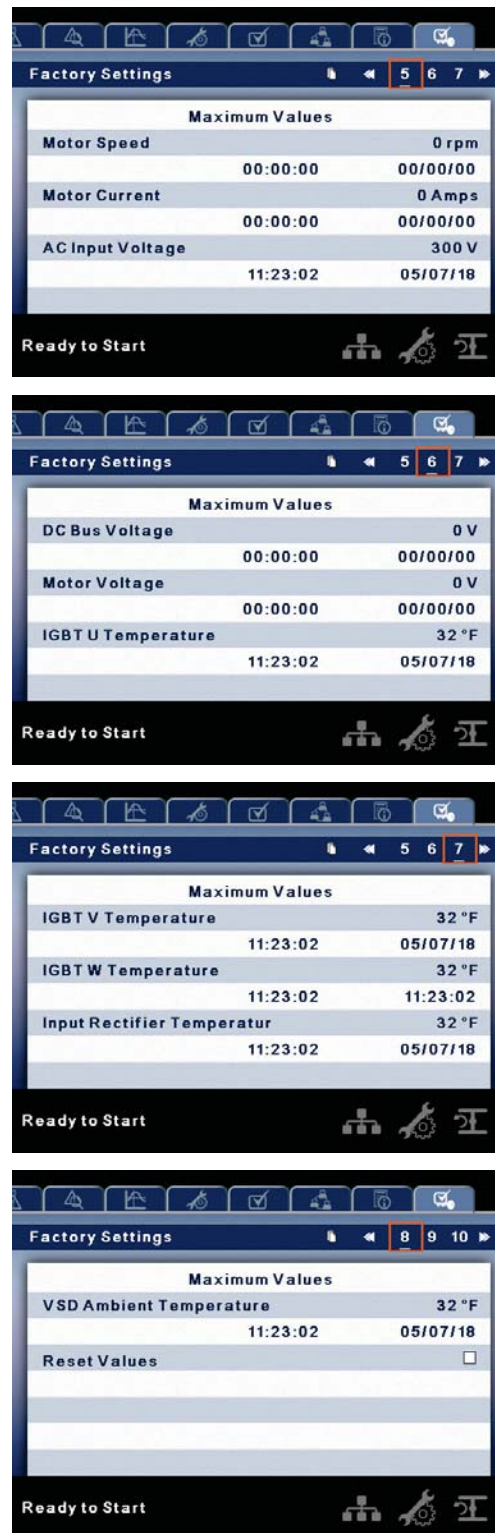 Factory Settings 5 6 7
Maximum Values
Motor Speed 0 rpm
00:00:00 00/00/00
Motor Current 0 Amps
00:00:00 00/00/00
AC Input Voltage 300 V
11:23:02 05/07/18
Ready to Start
Factory Settings 5 6 7
Maximum Values
DC Bus Voltage 0 V
00:00:00 00/00/00
Motor Voltage 0 V
00:00:00 00/00/00
IGBT U Temperature 32 °F
11:23:02 05/07/18
Ready to Start
Factory Settings 5 6 7
Maximum Values
IGBT V Temperature 32 °F
11:23:02 05/07/18
IGBT W Temperature 32 °F
11:23:02 11:23:02
Input Rectifier Temperatur 32 °F
11:23:02 05/07/18
Ready to Start
Factory Settings 8 9 10
Maximum Values
VSD Ambient Temperature 32 °F
11:23:02 05/07/18
Reset Values
Ready to Start